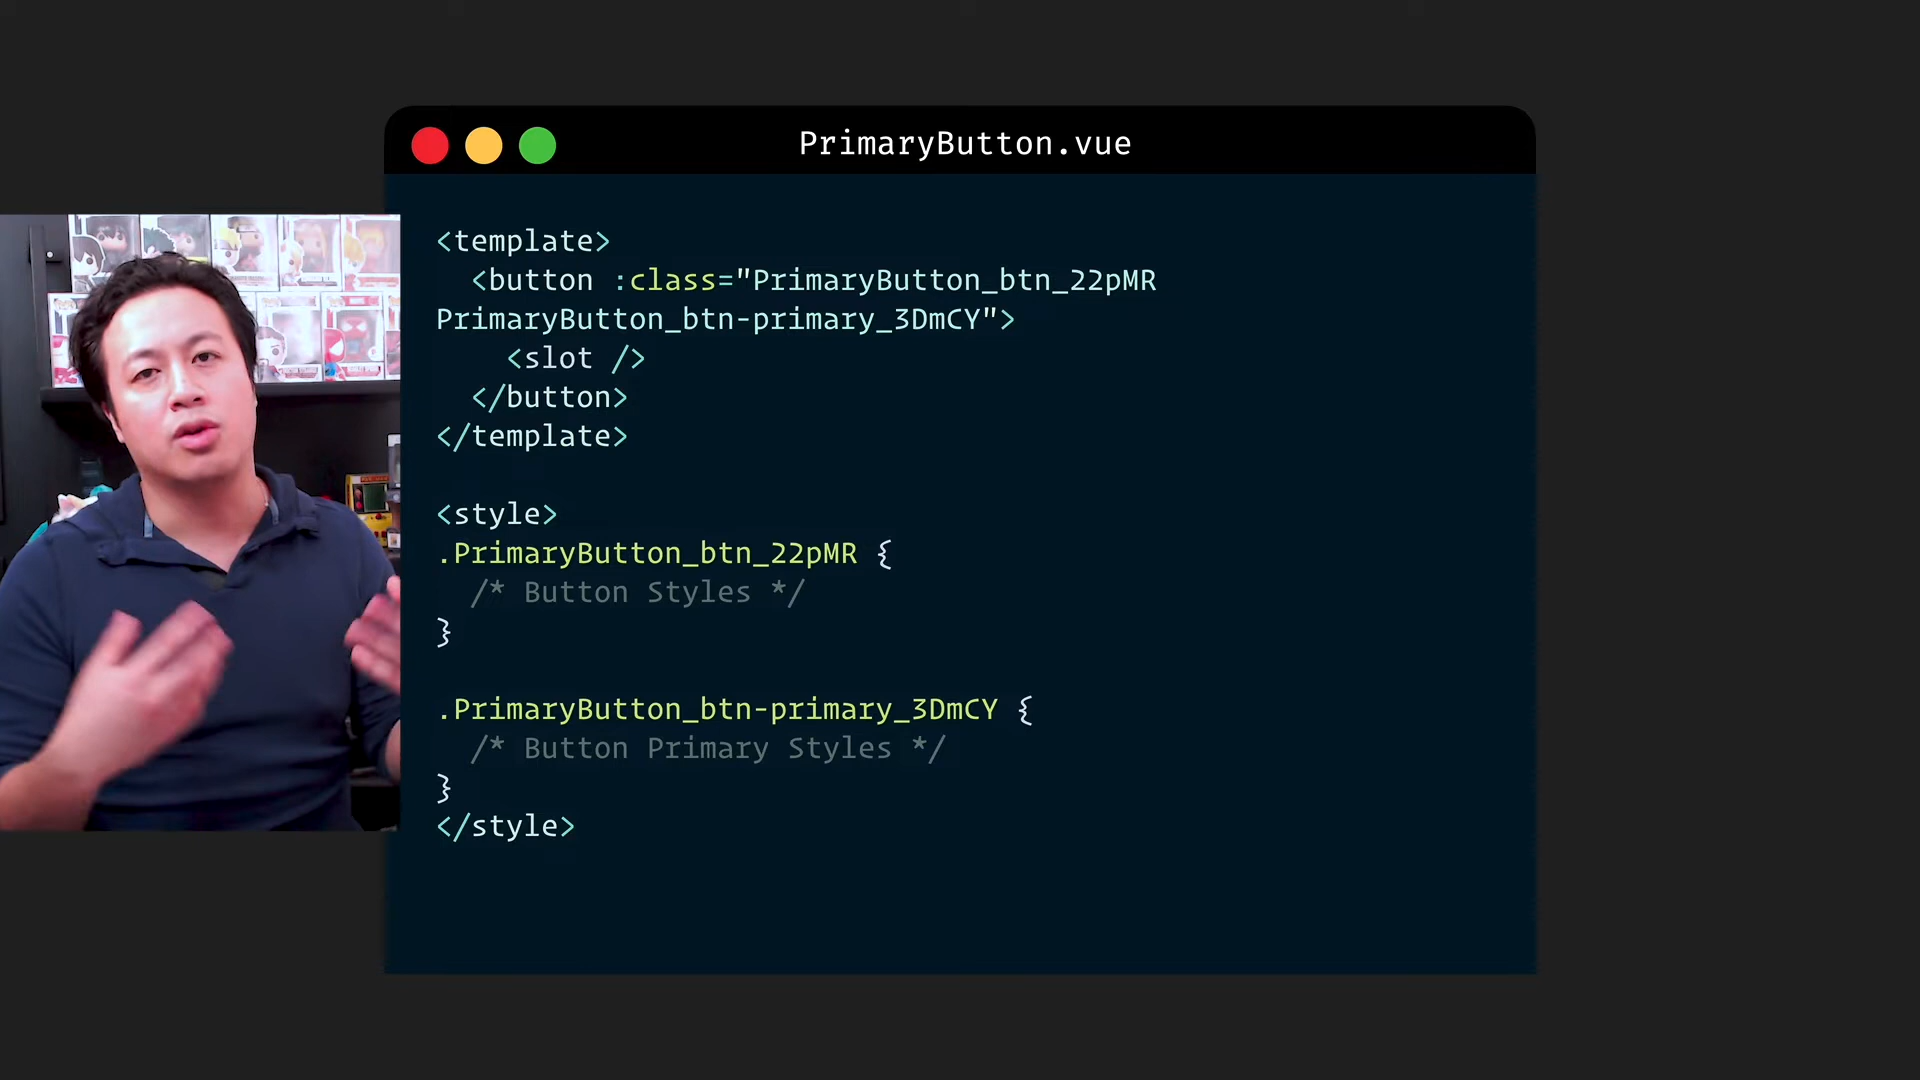 PrimaryButton.vue
<template>
  <button :class="PrimaryButton_btn_22pMR
PrimaryButton_btn-primary_3DmCY">
    <slot />
  </button>
</template>
<style>
.PrimaryButton_btn_22pMR {
  /* Button Styles */
}
.PrimaryButton_btn-primary_3DmCY {
  /* Button Primary Styles */
}
</style>